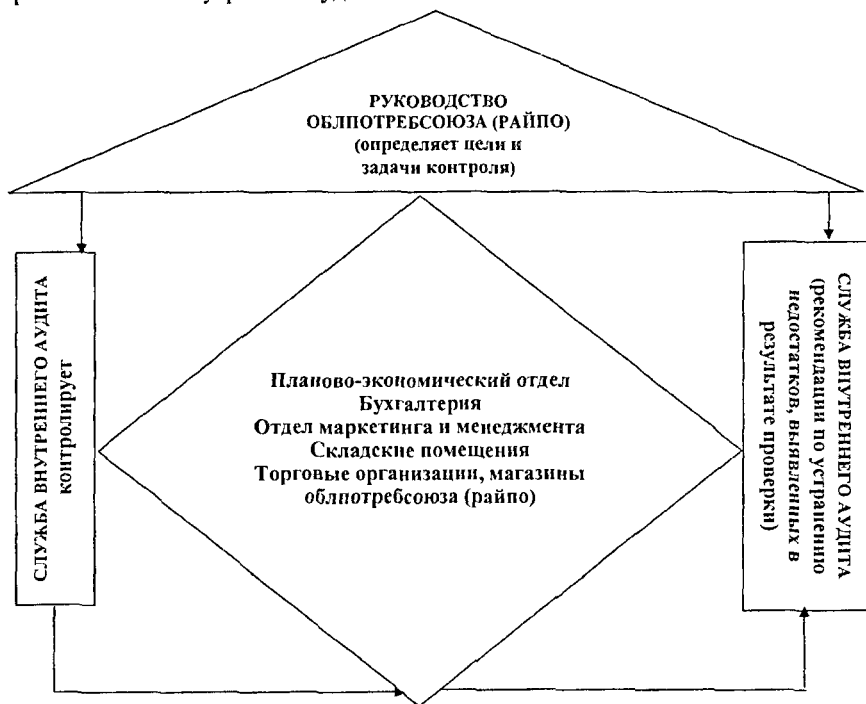 РУКОВОДСТВО
ОБЛПОТРЕБСОЮЗА (РАЙПО)
(определяет цели и
задачи контроля)
СЛУЖБА ВНУТРЕННЕГО АУДИТА
контролирует
Планово-экономический отдел
Бухгалтерия
Отдел маркетинга и менеджмента
Складские помещения
Торговые организации, магазины
облпотребсоюза (райпо)
СЛУЖБА ВНУТРЕННЕГО АУДИТА
(рекомендации по устранению
недостатков, выявленных в
результате проверки)